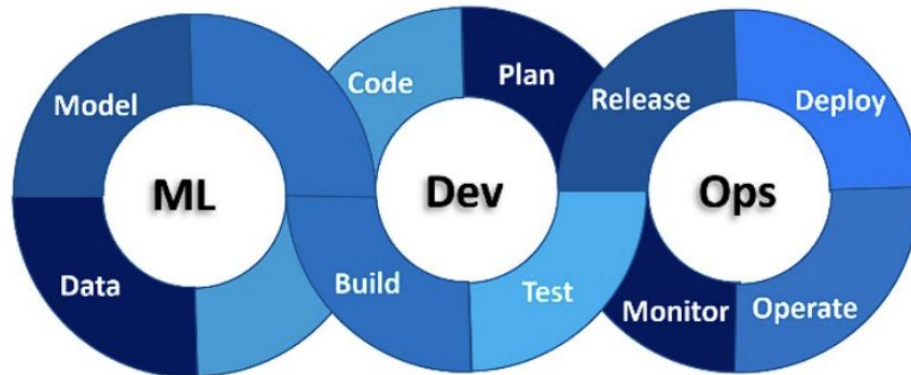 Model
ML
Data
Code
Plan
Dev
Build
Test
Release
Deploy
Ops
Monitor
Operate